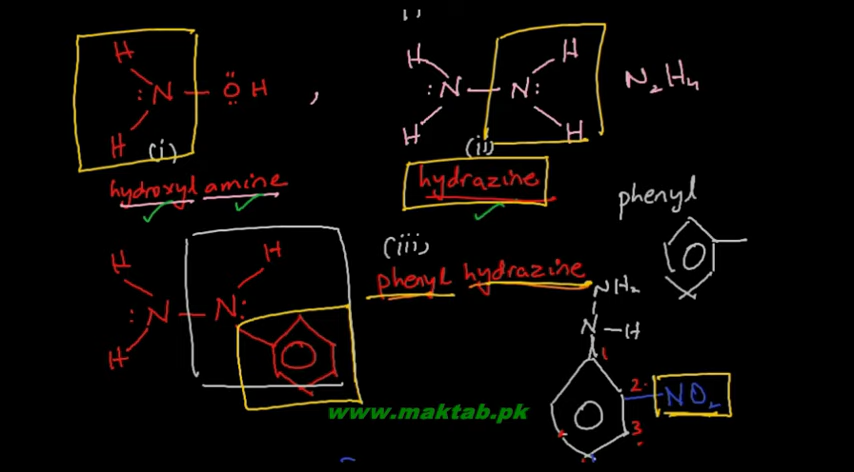 H
:N — ÖH ,
H
(i)
hydroxyl amine
H H
:N — N: N2H4
H H
(ii)
hydrazine
phenyl
(iii)
phenyl hydrazine
H H
:N — N:
H
NH2
N—H
1
2 NO2
3
www.maktab.pk